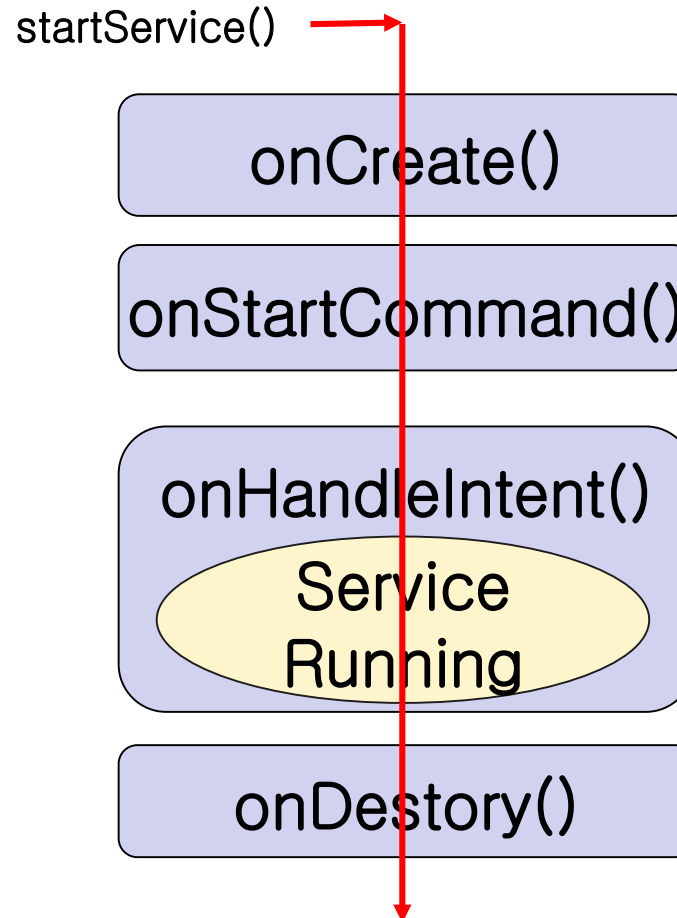 startService()
onCreate()
onStartCommand()
onHandleIntent()
Service
Running
onDestory()